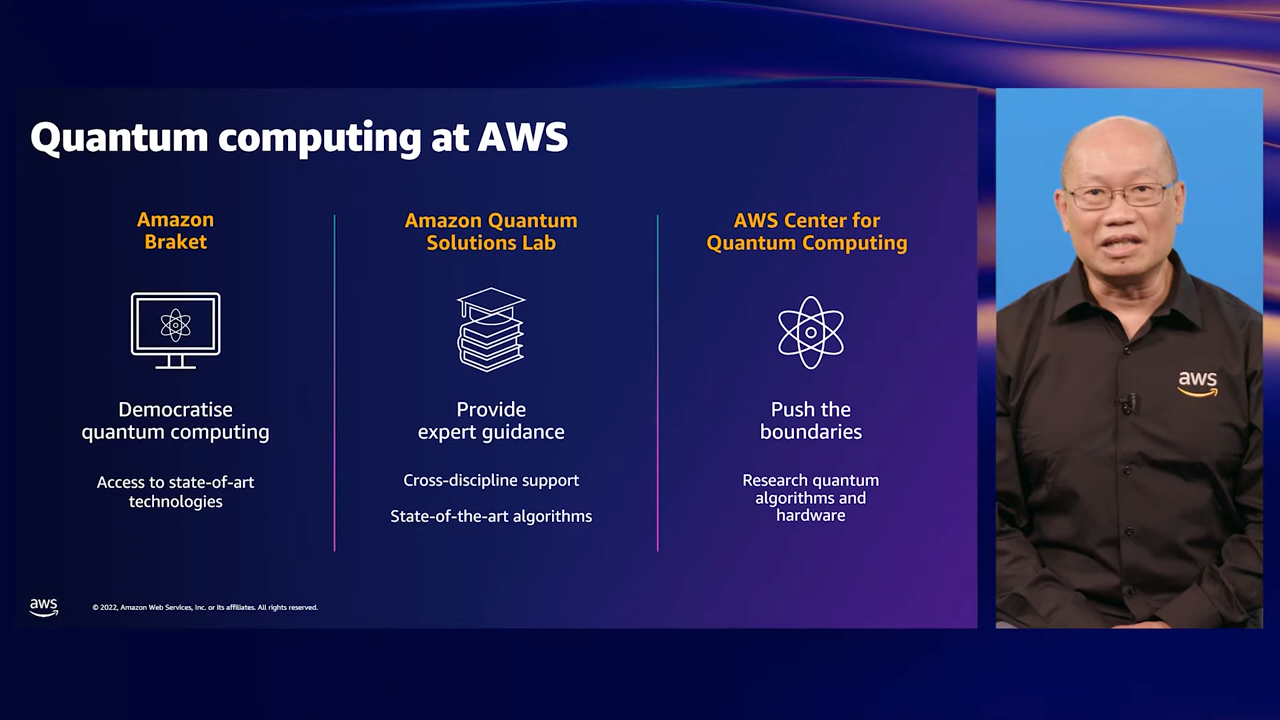 Quantum computing at AWS
Amazon
Braket
Democratise
quantum computing
Access to state-of-art
technologies
Amazon Quantum
Solutions Lab
Provide
expert guidance
Cross-discipline support
State-of-the-art algorithms
AWS Center for
Quantum Computing
Push the
boundaries
Research quantum
algorithms and
hardware
aws
© 2022, Amazon Web Services, Inc. or its affiliates. All rights reserved.
aws